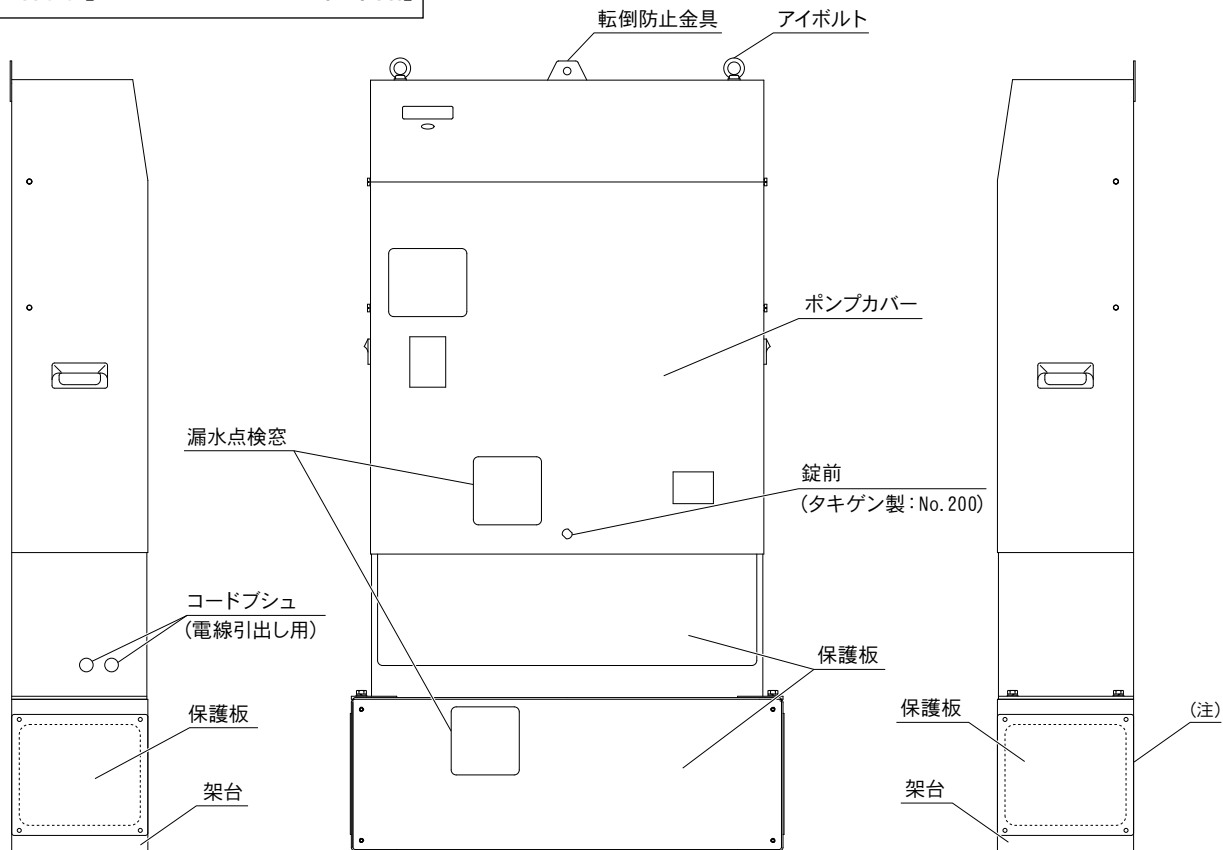 転倒防止金具
アイボルト
ポンプカバー
漏水点検窓
錠前
(タキゲン製:No.200)
コードブシュ
(電線引出し用)
保護板
保護板
保護板
(注)
架台
架台